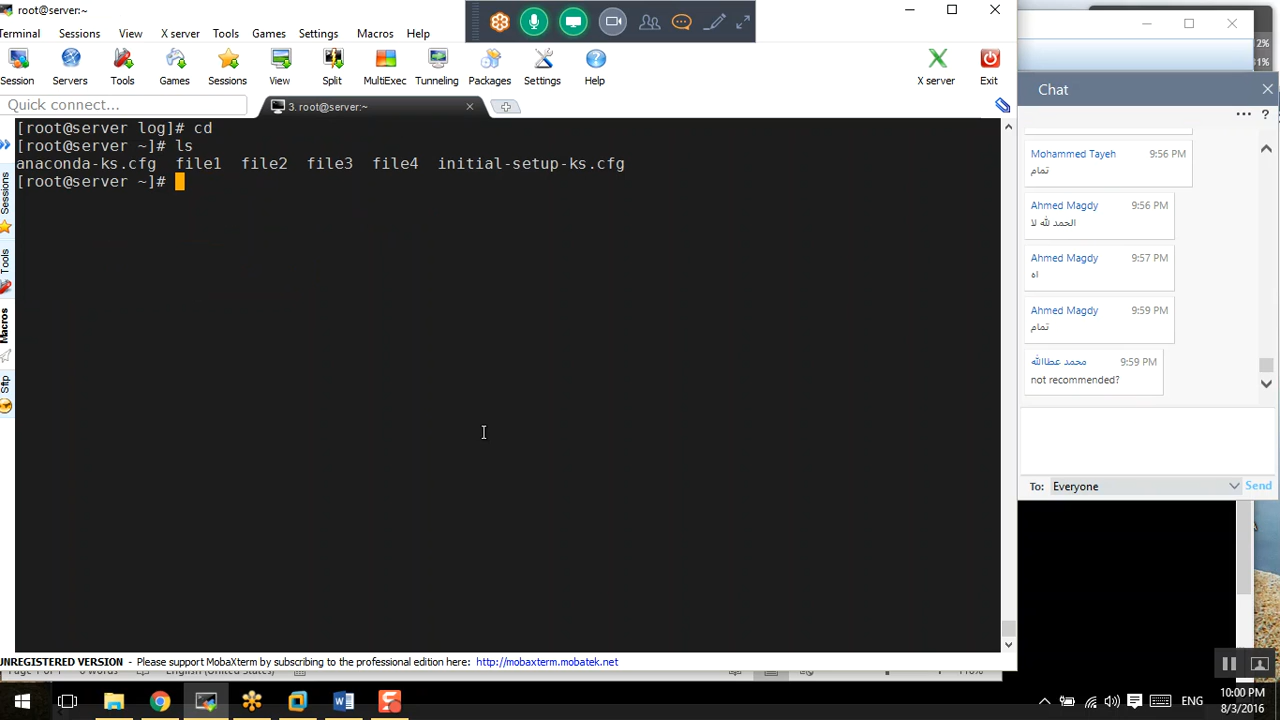 root@server:~
Terminal Sessions View X server Tools Games Settings Macros Help
Session Servers Tools Games Sessions View Split MultiExec Tunneling Packages Settings Help X server Exit
Quick connect...
3. root@server:~
[root@server log]# cd
[root@server ~]# ls
anaconda-ks.cfg file1 file2 file3 file4 initial-setup-ks.cfg
[root@server ~]#
Sessions
Tools
Macros
Sftp
UNREGISTERED VERSION - Please support MobaXterm by subscribing to the professional edition here: http://mobaxterm.mobatek.net
2%
Chat
Mohammed Tayeh 9:56 PM
تمام
Ahmed Magdy 9:56 PM
الحمد لله لا
Ahmed Magdy 9:57 PM
اه
Ahmed Magdy 9:59 PM
تمام
محمد عطاالله 9:59 PM
not recommended?
To: Everyone Send
ENG
10:00 PM
8/3/2016